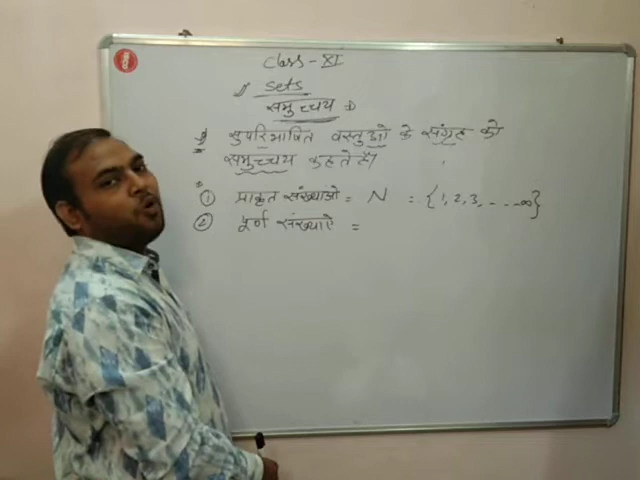 Class - XI
Sets
समुच्चय
सुपरिभाषित वस्तुओ के संग्रह को
समुच्चय कहते है।
① प्राकृत संख्याओ = N = {1, 2, 3, - - - ∞}
② पूर्ण संख्याऐ =